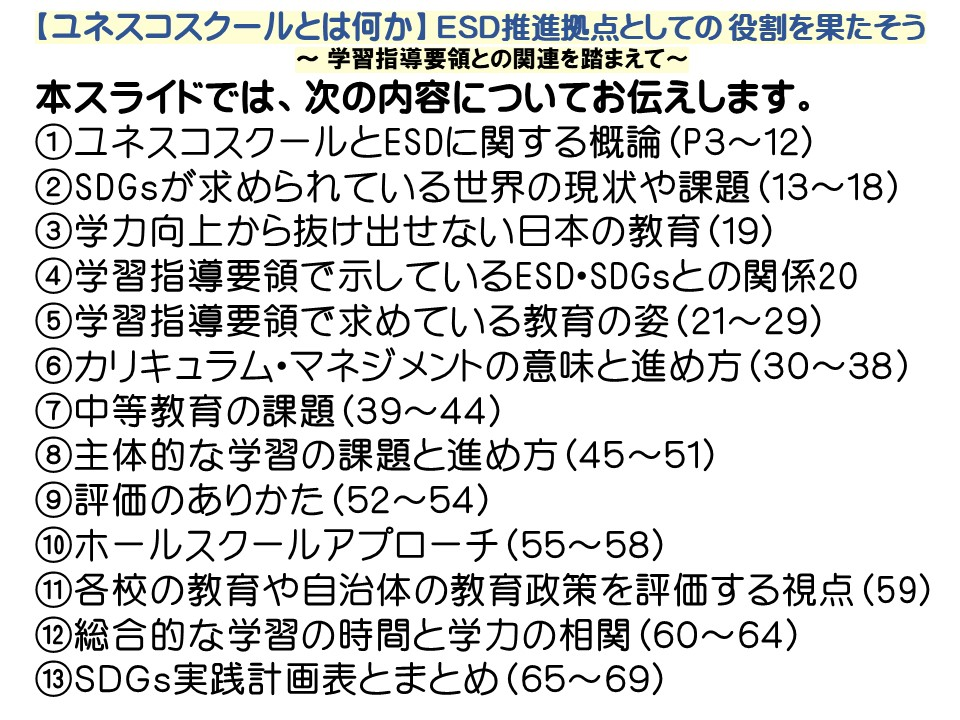 【ユネスコスクールとは何か】ESD推進拠点としての 役割を果たそう
～ 学習指導要領との関連を踏まえて～
本スライドでは、次の内容についてお伝えします。
①ユネスコスクールとESDに関する概論（P3～12）
②SDGsが求められている世界の現状や課題（13～18）
③学力向上から抜け出せない日本の教育（19）
④学習指導要領で示しているESD・SDGsとの関係20
⑤学習指導要領で求めている教育の姿（21～29）
⑥カリキュラム・マネジメントの意味と進め方（30～38）
⑦中等教育の課題（39～44）
⑧主体的な学習の課題と進め方（45～51）
⑨評価のありかた（52～54）
⑩ホールスクールアプローチ（55～58）
⑪各校の教育や自治体の教育政策を評価する視点（59）
⑫総合的な学習の時間と学力の相関（60～64）
⑬SDGs実践計画表とまとめ（65～69）